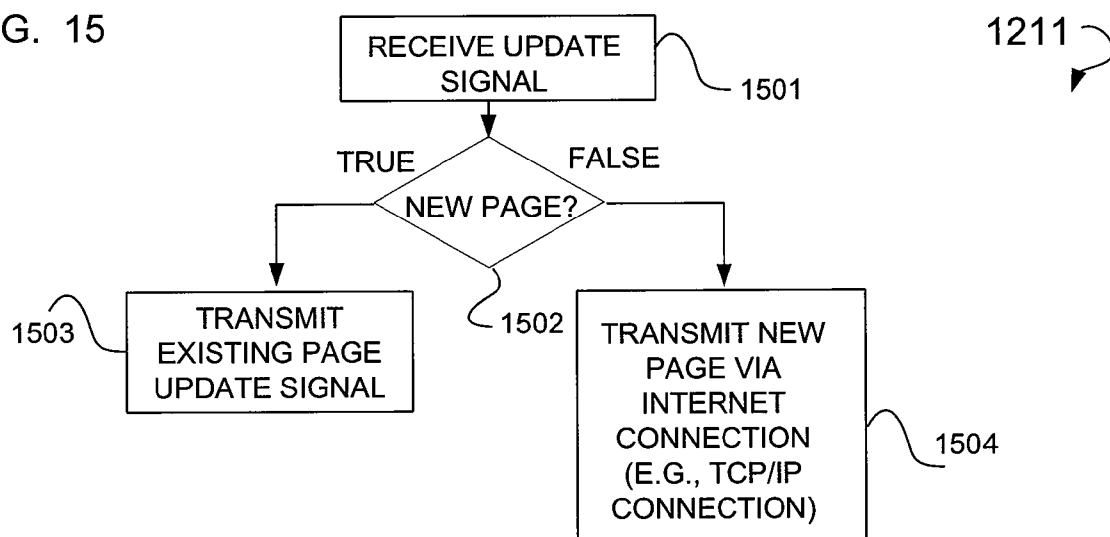 G. 15
1211
RECEIVE UPDATE
SIGNAL
1501
TRUE
FALSE
NEW PAGE?
1502
1503
TRANSMIT
EXISTING PAGE
UPDATE SIGNAL
TRANSMIT NEW
PAGE VIA
INTERNET
CONNECTION
(E.G., TCP/IP
CONNECTION)
1504